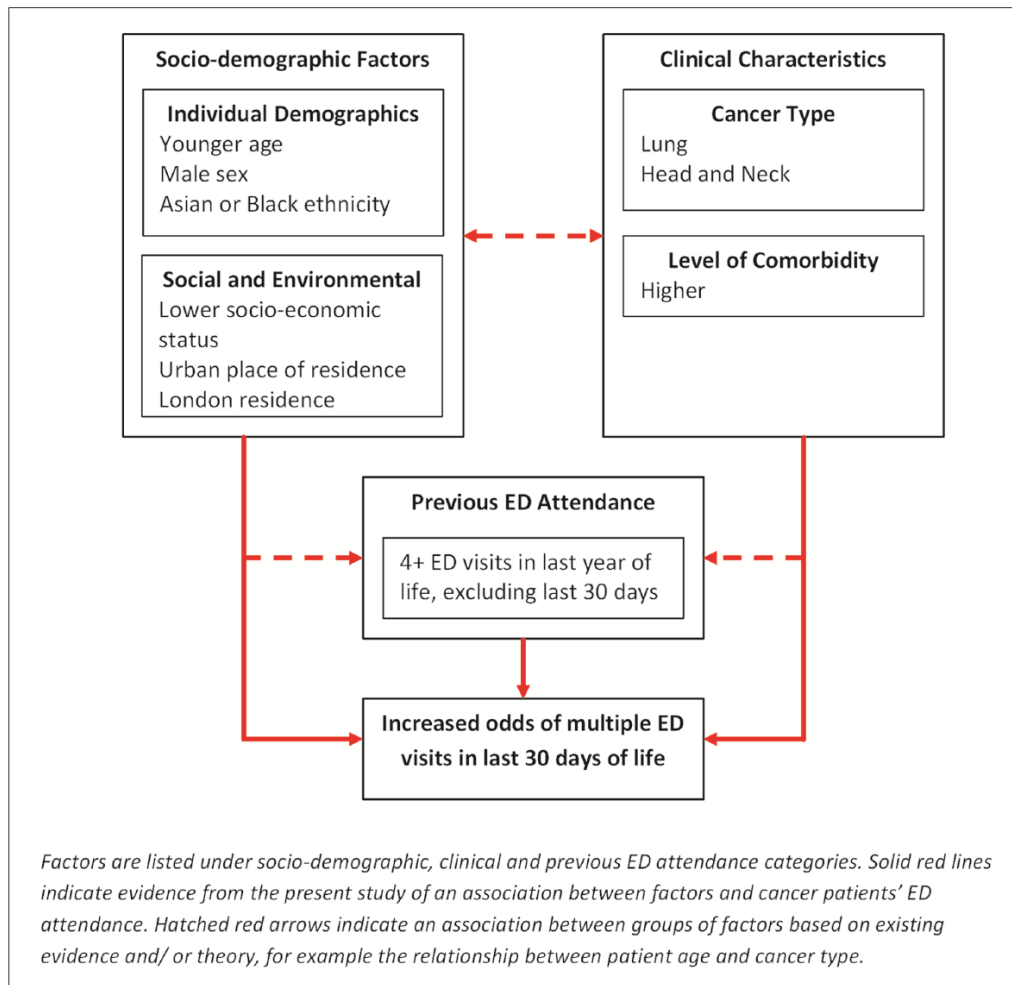 Socio-demographic Factors
Individual Demographics
Younger age
Male sex
Asian or Black ethnicity
Social and Environmental
Lower socio-economic
status
Urban place of residence
London residence
Clinical Characteristics
Cancer Type
Lung
Head and Neck
Level of Comorbidity
Higher
Previous ED Attendance
4+ ED visits in last year of
life, excluding last 30 days
Increased odds of multiple ED
visits in last 30 days of life
Factors are listed under socio-demographic, clinical and previous ED attendance categories. Solid red lines
indicate evidence from the present study of an association between factors and cancer patients’ ED
attendance. Hatched red arrows indicate an association between groups of factors based on existing
evidence and/ or theory, for example the relationship between patient age and cancer type.